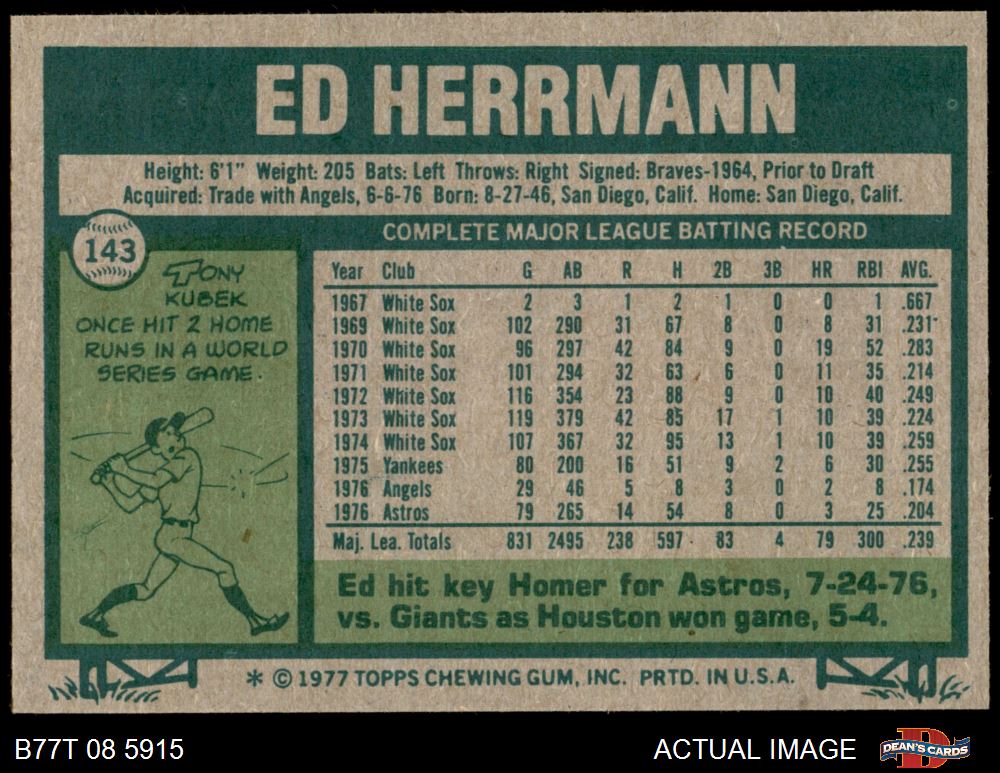 ED HERRMANN
Height: 6'1" Weight: 205 Bats: Left Throws: Right Signed: Braves-1964, Prior to Draft
Acquired: Trade with Angels, 6-6-76 Born: 8-27-46, San Diego, Calif. Home: San Diego, Calif.
143
TONY
KUBEK
ONCE HIT 2 HOME
RUNS IN A WORLD
SERIES GAME.
COMPLETE MAJOR LEAGUE BATTING RECORD
Year Club G AB R H 2B 3B HR RBI AVG.
1967 White Sox 2 3 1 2 1 0 0 1 .667
1969 White Sox 102 290 31 67 8 0 8 31 .231
1970 White Sox 96 297 42 84 9 0 19 52 .283
1971 White Sox 101 294 32 63 6 0 11 35 .214
1972 White Sox 116 354 23 88 9 0 10 40 .249
1973 White Sox 119 379 42 85 17 1 10 39 .224
1974 White Sox 107 367 32 95 13 1 10 39 .259
1975 Yankees 80 200 16 51 9 2 6 30 .255
1976 Angels 29 46 5 8 3 0 2 8 .174
1976 Astros 79 265 14 54 8 0 3 25 .204
Maj. Lea. Totals 831 2495 238 597 83 4 79 300 .239
Ed hit key Homer for Astros, 7-24-76,
vs. Giants as Houston won game, 5-4.
* © 1977 TOPPS CHEWING GUM, INC. PRTD. IN U.S.A.
B77T 08 5915
ACTUAL IMAGE
DEAN'S CARDS